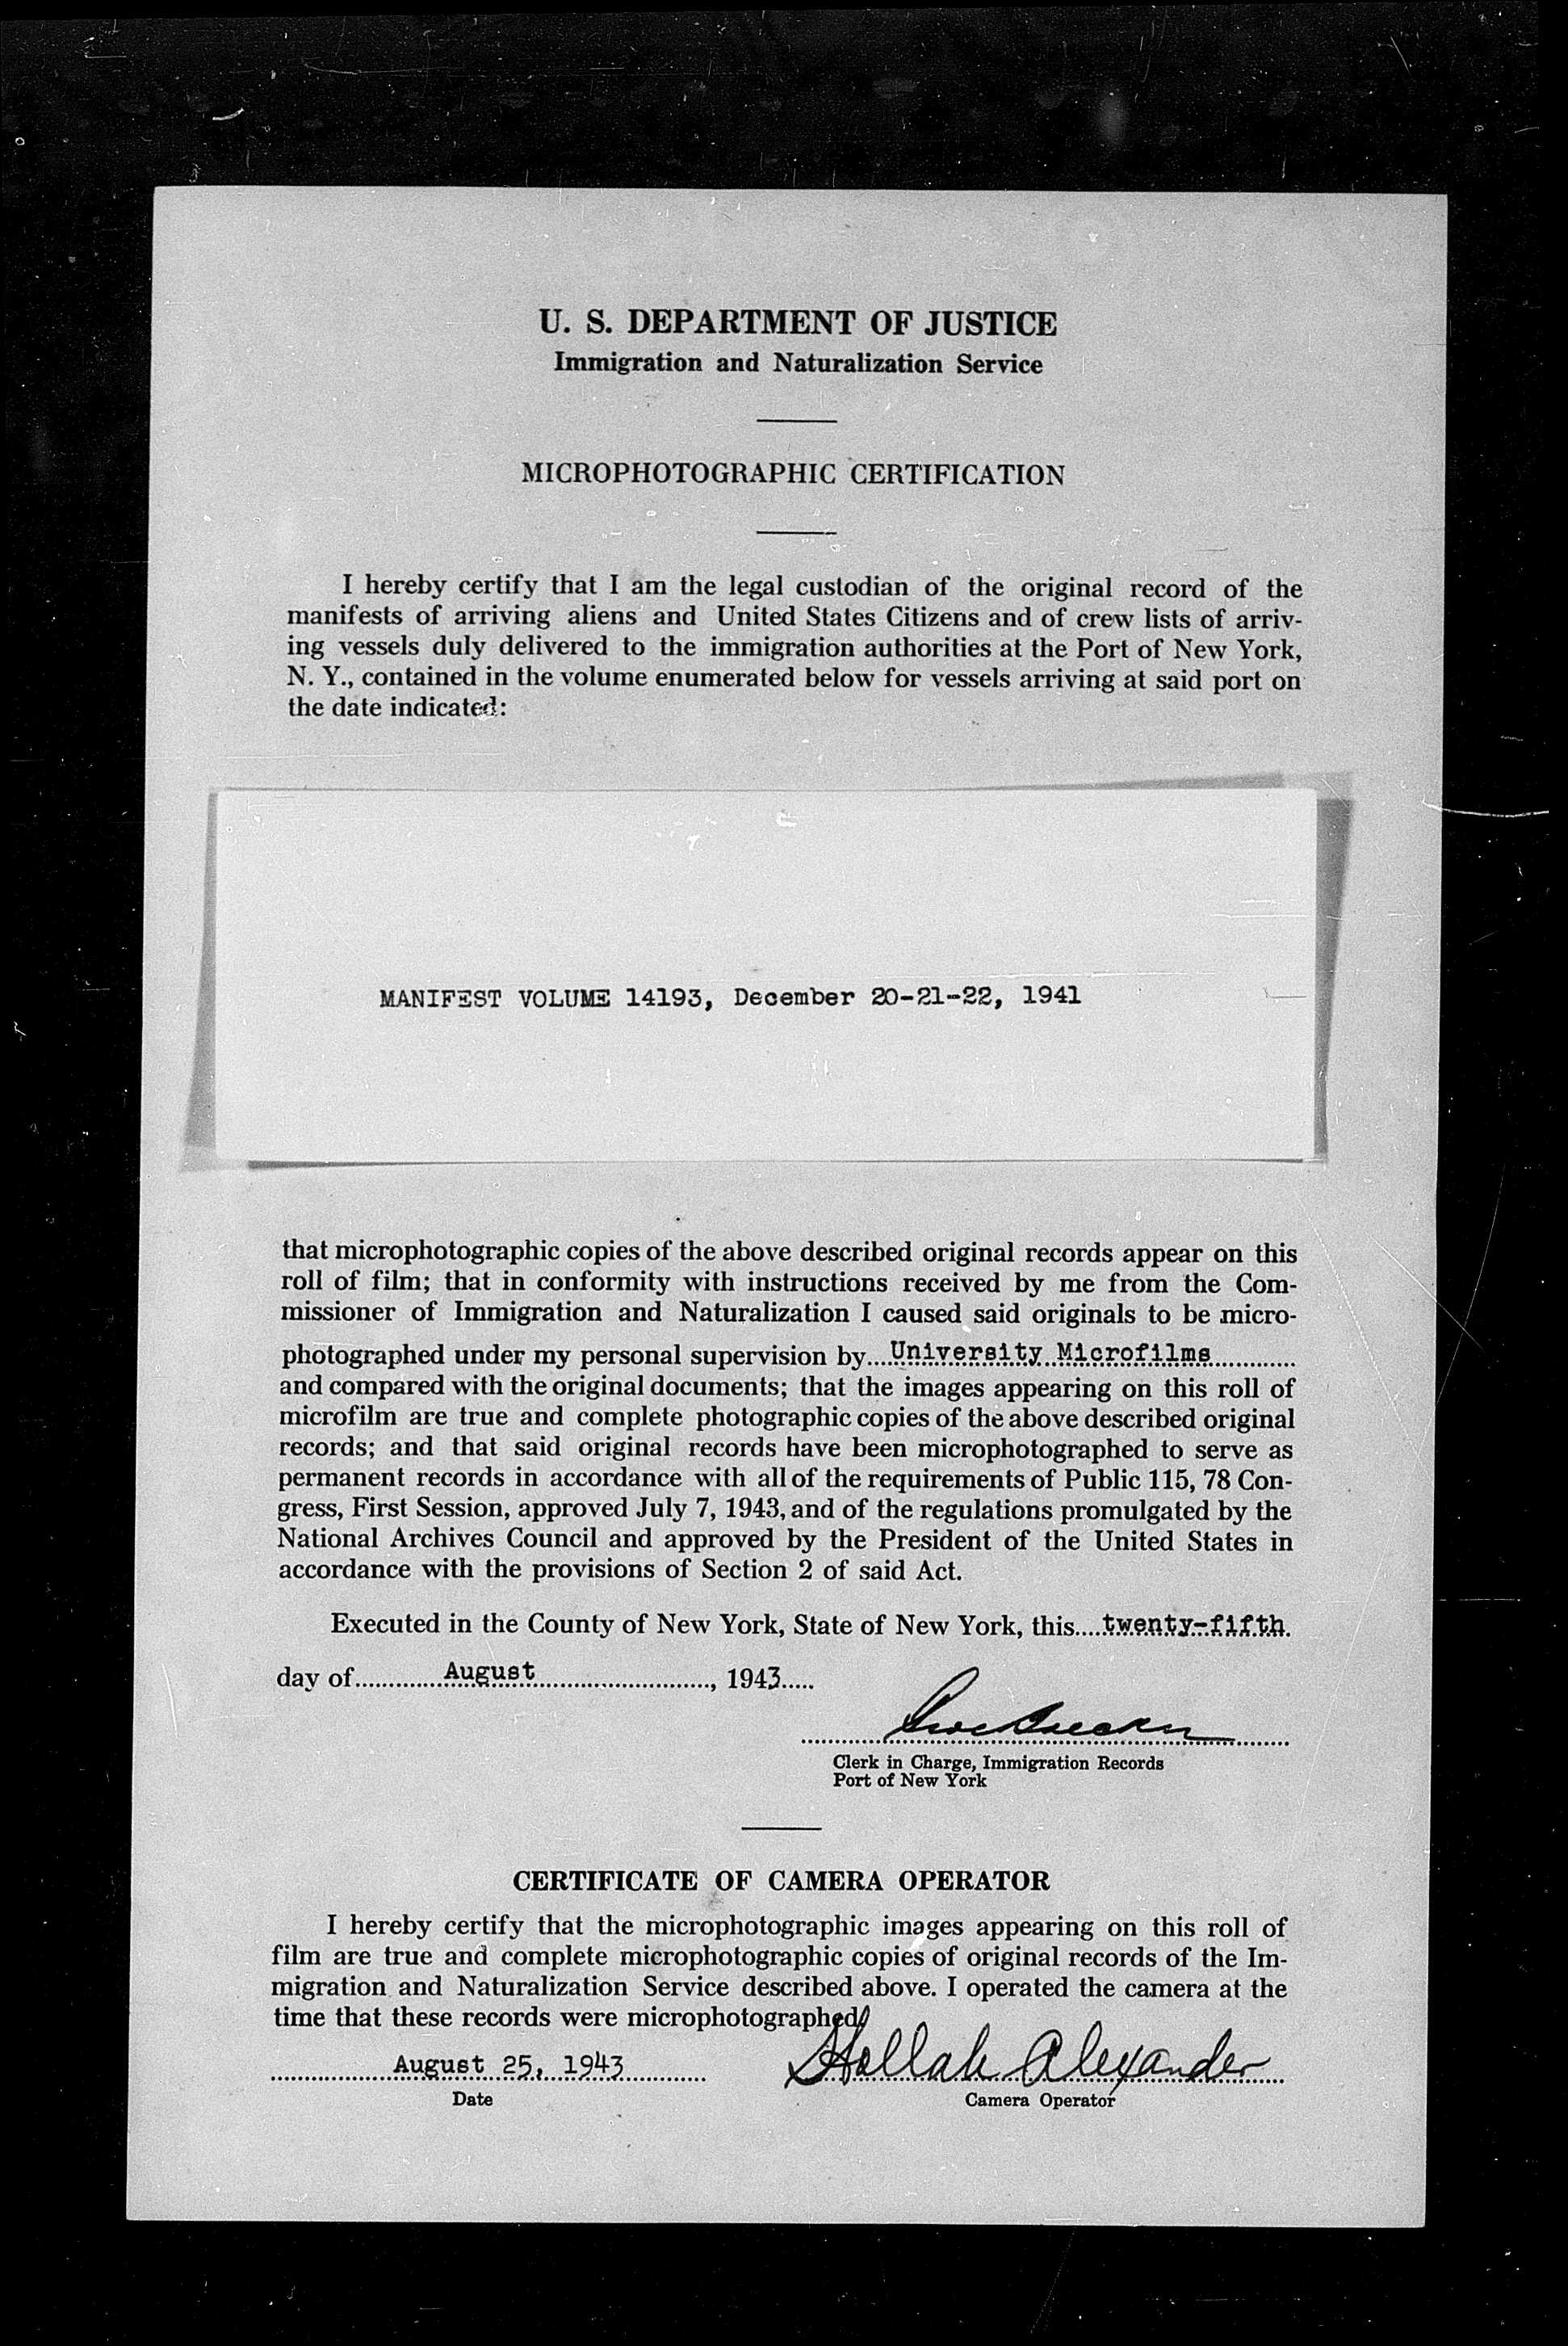 U. S. DEPARTMENT OF JUSTICE
Immigration and Naturalization Service
MICROPHOTOGRAPHIC CERTIFICATION
I hereby certify that I am the legal custodian of the original record of the
manifests of arriving aliens and United States Citizens and of crew lists of arriv-
ing vessels duly delivered to the immigration authorities at the Port of New York,
N. Y., contained in the volume enumerated below for vessels arriving at said port on
the date indicated:
MANIFEST VOLUME 14193, December 20-21-22, 1941
that microphotographic copies of the above described original records appear on this
roll of film; that in conformity with instructions received by me from the Com-
missioner of Immigration and Naturalization I caused said originals to be micro-
photographed under my personal supervision by....University Microfilms............
and compared with the original documents; that the images appearing on this roll of
microfilm are true and complete photographic copies of the above described original
records; and that said original records have been microphotographed to serve as
permanent records in accordance with all of the requirements of Public 115, 78 Con-
gress, First Session, approved July 7, 1943, and of the regulations promulgated by the
National Archives Council and approved by the President of the United States in
accordance with the provisions of Section 2 of said Act.
Executed in the County of New York, State of New York, this....twenty-fifth.
day of.............August.........................., 1943.....
Clerk in Charge, Immigration Records
Port of New York
CERTIFICATE OF CAMERA OPERATOR
I hereby certify that the microphotographic images appearing on this roll of
film are true and complete microphotographic copies of original records of the Im-
migration and Naturalization Service described above. I operated the camera at the
time that these records were microphotographed.
August 25, 1943 Alexander
Date Camera Operator